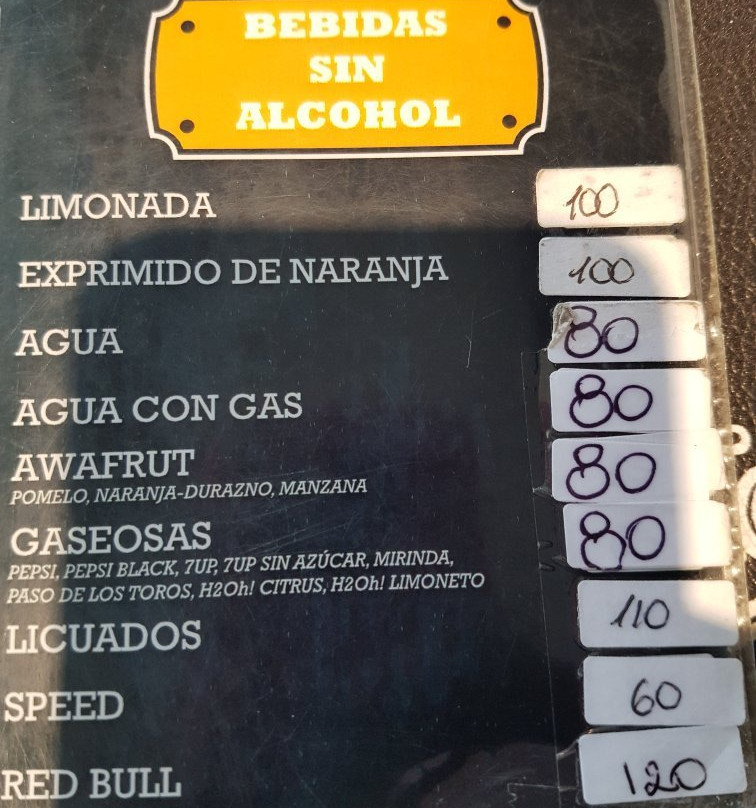 BEBIDAS
SIN
ALCOHOL
LIMONADA 100
EXPRIMIDO DE NARANJA 100
AGUA 80
AGUA CON GAS 80
AWAFRUT 80
POMELO, NARANJA-DURAZNO, MANZANA
GASEOSAS 80
PEPSI, PEPSI BLACK, 7UP, 7UP SIN AZÚCAR, MIRINDA,
PASO DE LOS TOROS, H2Oh! CITRUS, H2Oh! LIMONETO
LICUADOS 110
SPEED 60
RED BULL 120